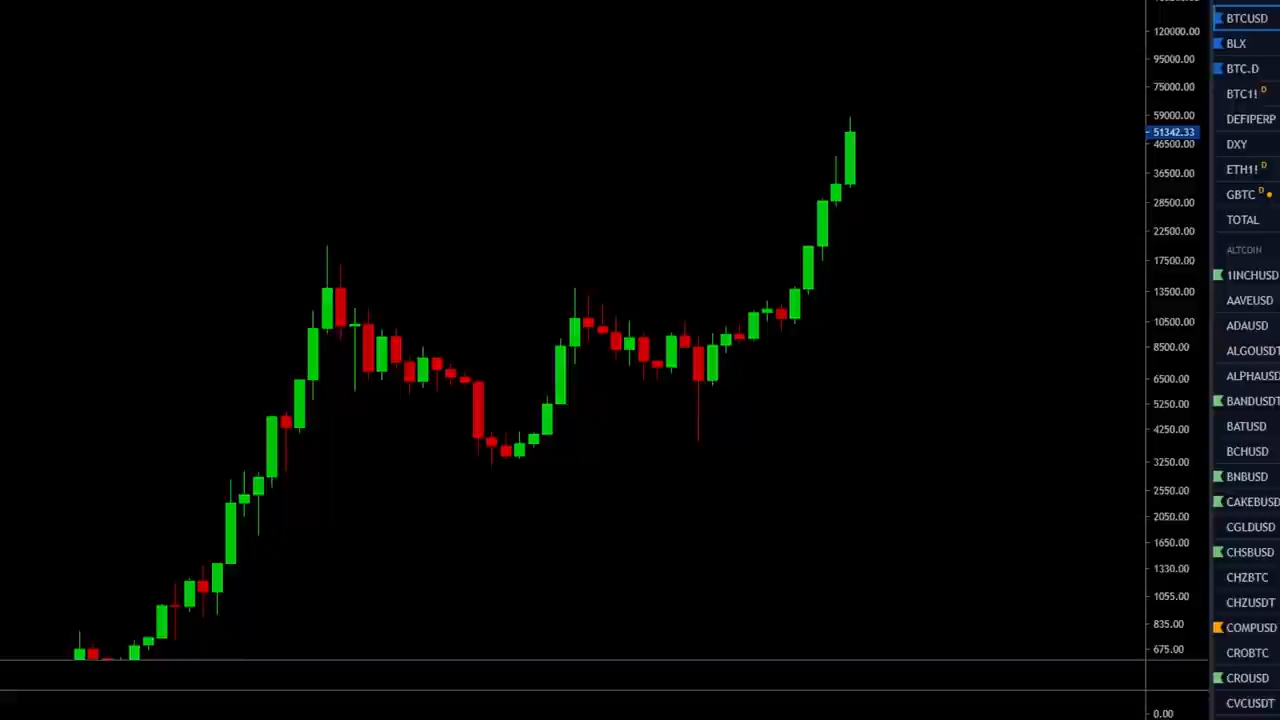 120000.00
95000.00
75000.00
59000.00
51342.33
46500.00
36500.00
28500.00
22500.00
17500.00
13500.00
10500.00
8500.00
6500.00
5250.00
4250.00
3250.00
2550.00
2050.00
1650.00
1330.00
1055.00
835.00
675.00
0.00
BTCUSD
BLX
BTC.D
BTC1! D
DEFIPERP
DXY
ETH1! D
GBTC D
TOTAL
ALTCOIN
1INCHUSD
AAVEUSD
ADAUSD
ALGOUSDT
ALPHAUSD
BANDUSDT
BATUSD
BCHUSD
BNBUSD
CAKEBUSD
CGLDUSD
CHSBUSD
CHZBTC
CHZUSDT
COMPUSD
CROBTC
CROUSD
CVCUSDT